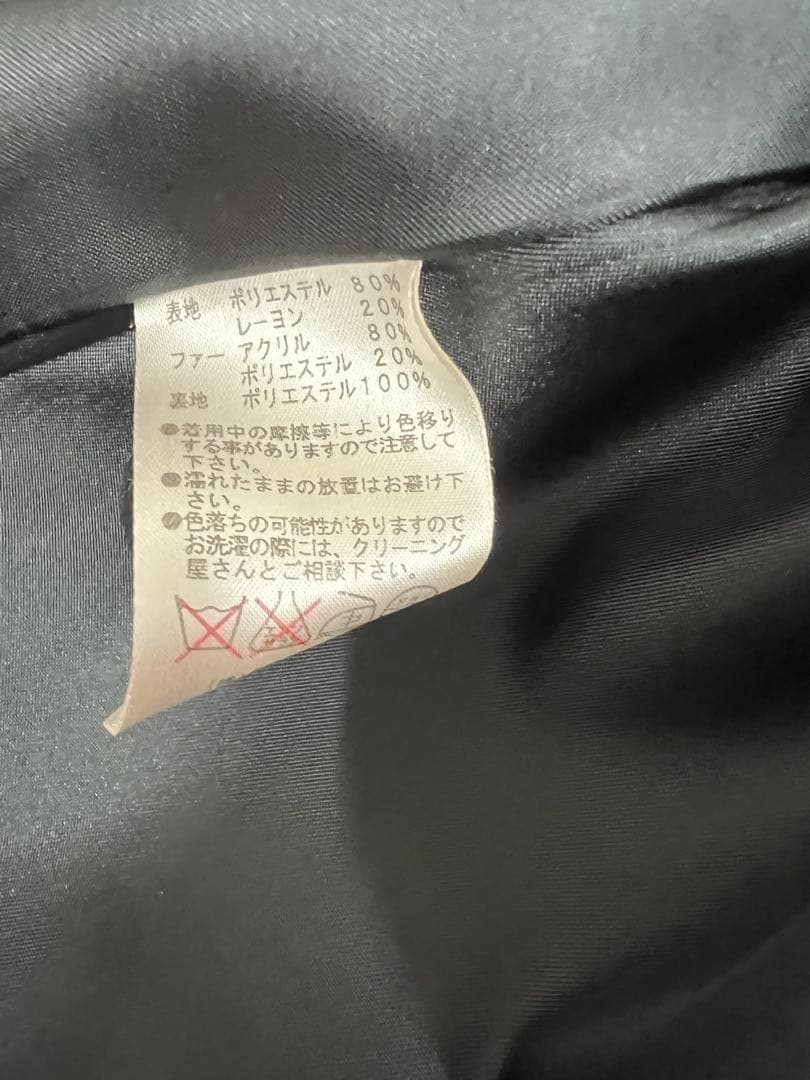 表地 ポリエステル 80%
レーヨン 20%
ファー アクリル 80%
ポリエステル 20%
裏地 ポリエステル100%
●着用中の摩擦等により色移り
する事がありますので注意して
下さい。
●濡れたままの放置はお避け下
さい。
●色落ちの可能性がありますので
お洗濯の際には、クリーニング
屋さんとご相談下さい。